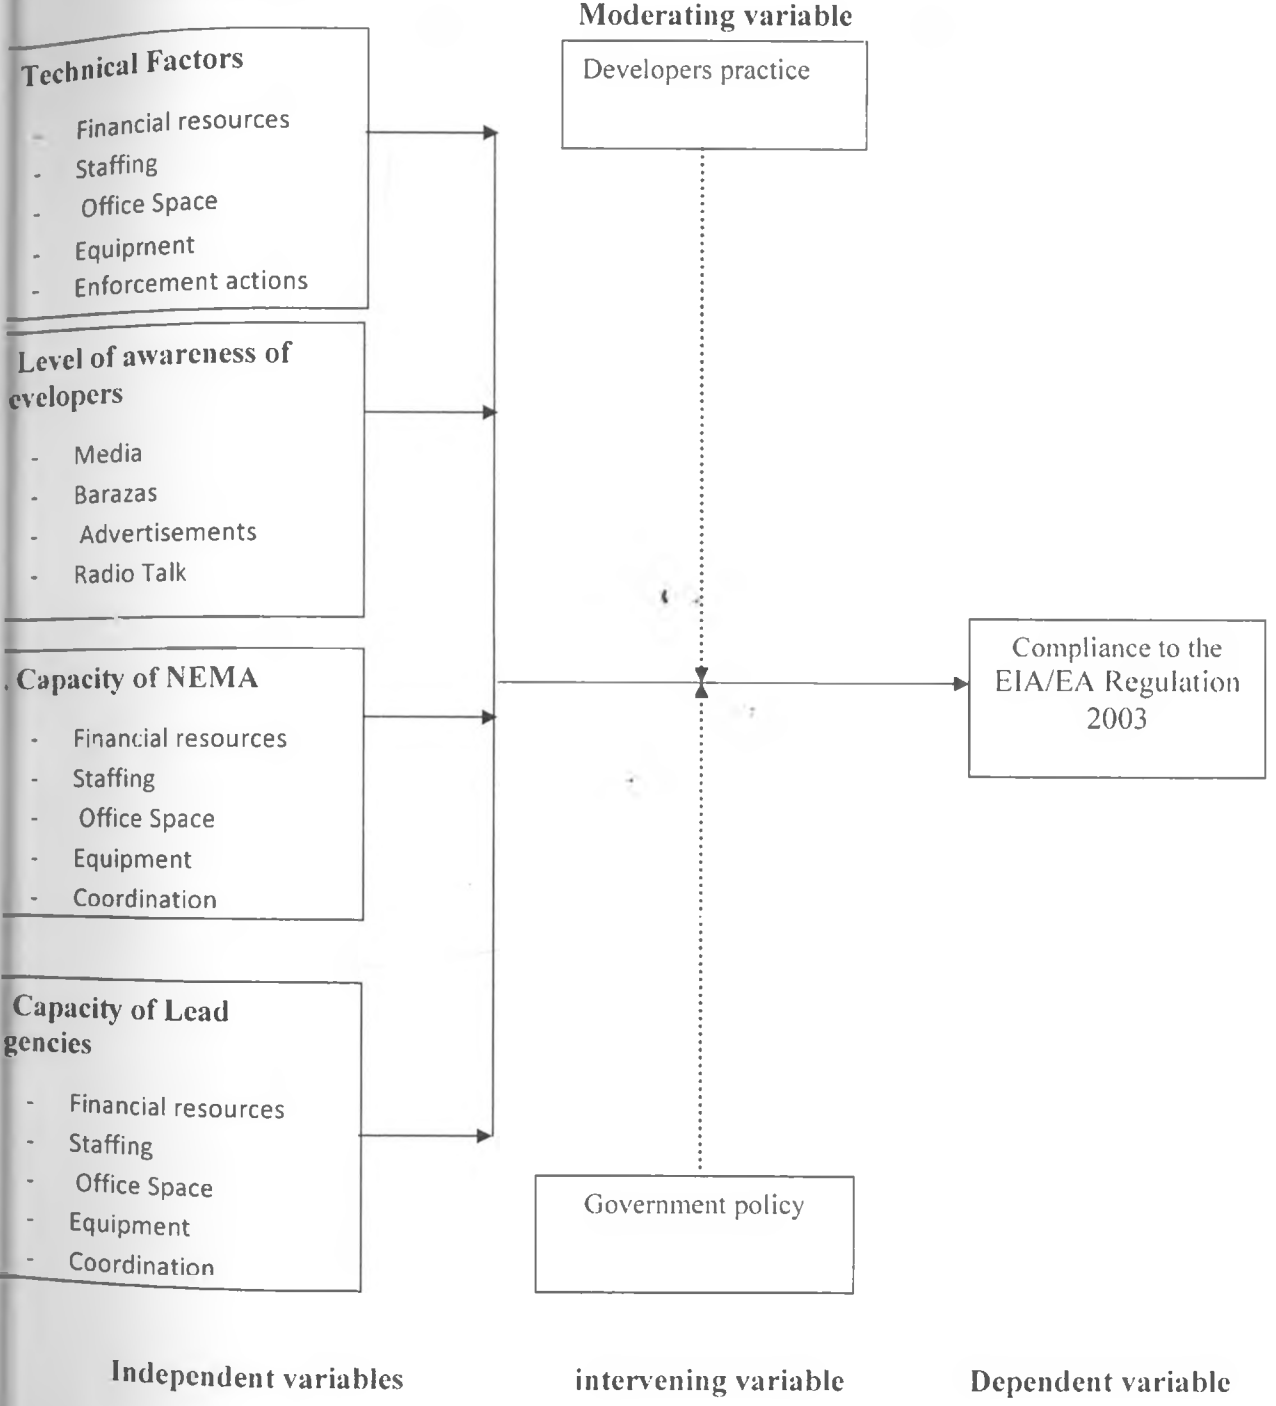 Moderating variable
Developers practice
Technical Factors
- Financial resources
- Staffing
- Office Space
- Equipment
- Enforcement actions
Level of awareness of
evelopers
- Media
- Barazas
- Advertisements
- Radio Talk
. Capacity of NEMA
- Financial resources
- Staffing
- Office Space
- Equipment
- Coordination
Capacity of Lead
gencies
- Financial resources
- Staffing
- Office Space
- Equipment
- Coordination
Compliance to the
EIA/EA Regulation
2003
Government policy
Independent variables
intervening variable
Dependent variable